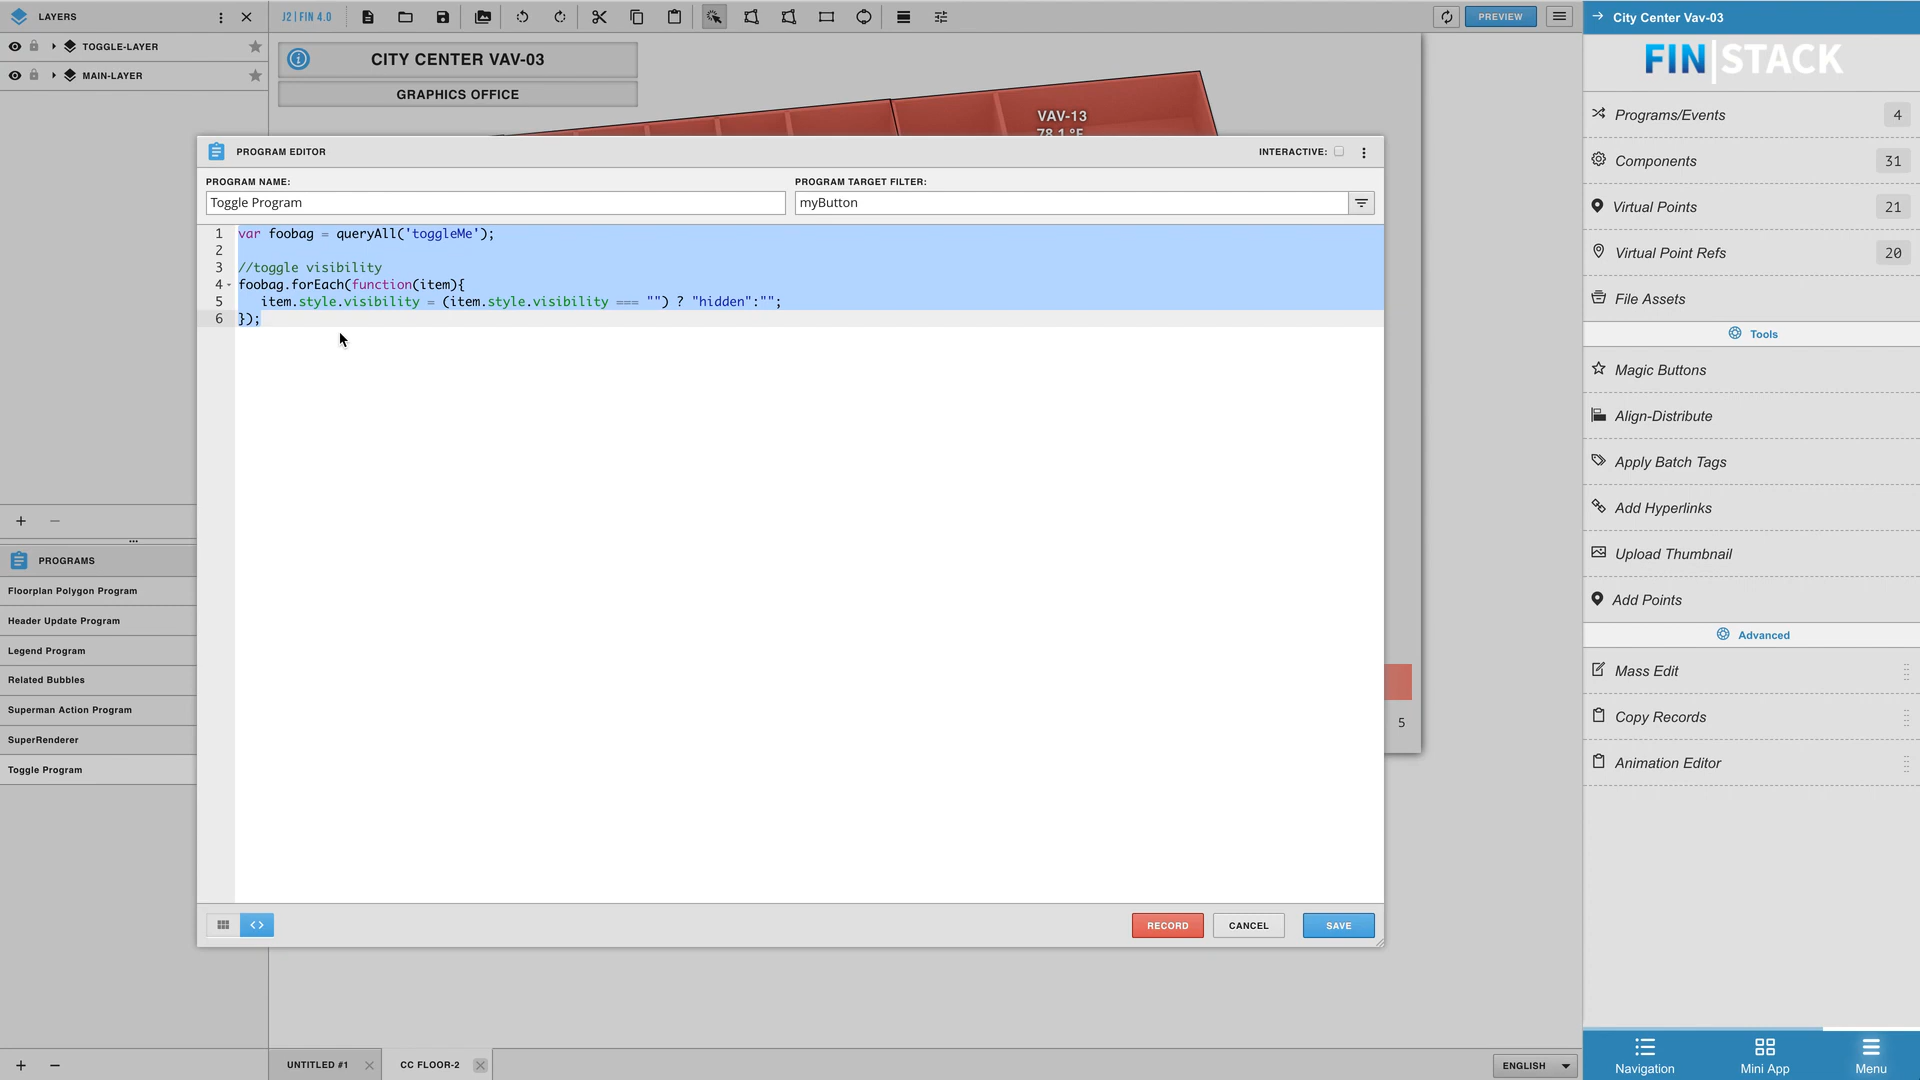 LAYERS
TOGGLE-LAYER
MAIN-LAYER
J2 | FIN 4.0
PREVIEW
CITY CENTER VAV-03
GRAPHICS OFFICE
VAV-13
78.1 °F
PROGRAM EDITOR
INTERACTIVE:
PROGRAM NAME:
Toggle Program
PROGRAM TARGET FILTER:
myButton
1 var foobag = queryAll('toggleMe');
2
3 //toggle visibility
4 foobag.forEach(function(item){
5 item.style.visibility = (item.style.visibility === "") ? "hidden":"";
6 });
RECORD
CANCEL
SAVE
5
PROGRAMS
Floorplan Polygon Program
Header Update Program
Legend Program
Related Bubbles
Superman Action Program
SuperRenderer
Toggle Program
UNTITLED #1
CC FLOOR-2
ENGLISH
City Center Vav-03
FIN|STACK
Programs/Events 4
Components 31
Virtual Points 21
Virtual Point Refs 20
File Assets
Tools
Magic Buttons
Align-Distribute
Apply Batch Tags
Add Hyperlinks
Upload Thumbnail
Add Points
Advanced
Mass Edit
Copy Records
Animation Editor
Navigation
Mini App
Menu